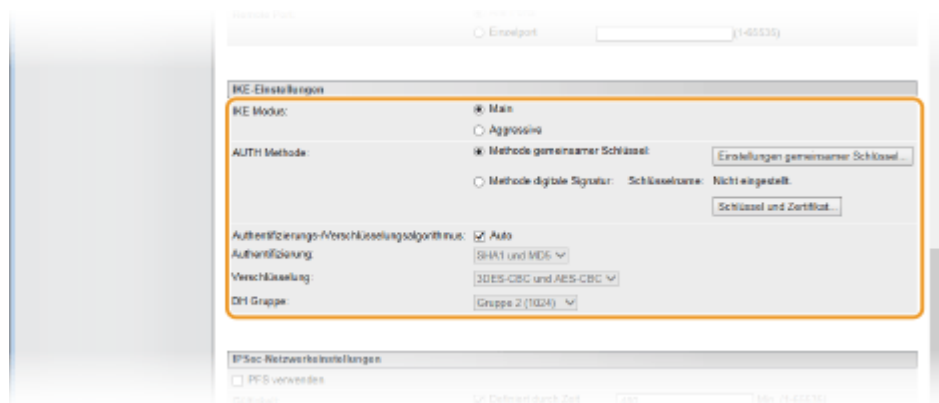 Einzelport (1-65535)
IKE-Einstellungen
IKE Modus: Main
Aggressive
AUTH Methode: Methode gemeinsamer Schlüssel: Einstellungen gemeinsamer Schlüssel...
Methode digitale Signatur: Schlüsselname: Nicht eingestellt.
Schlüssel und Zertifikat...
Authentifizierungs-/Verschlüsselungsalgorithmus: Auto
Authentifizierung: SHA1 und MD5
Verschlüsselung: 3DES-CBC und AES-CBC
DH Gruppe: Gruppe 2 (1024)
IPSec-Netzwerkeinstellungen
PFS verwenden